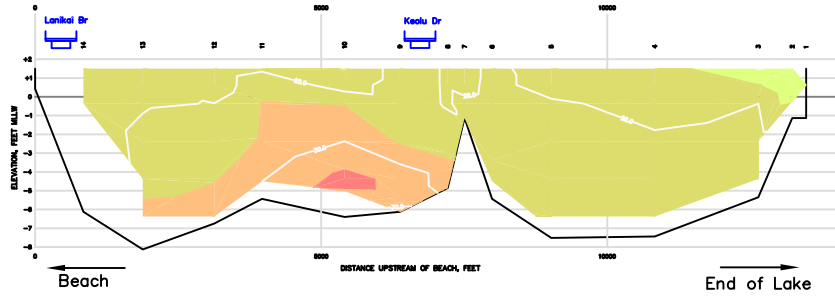 0 5000 10000
Lanikai Br Keolu Dr
14 13 12 11 10 9 8 7 6 5 4 3 2 1
+2
+1
0
-1
-2
-3
-4
-5
-6
-7
-8
ELEVATION, FEET MLLW
0 5000 10000
DISTANCE UPSTREAM OF BEACH, FEET
Beach
End of Lake